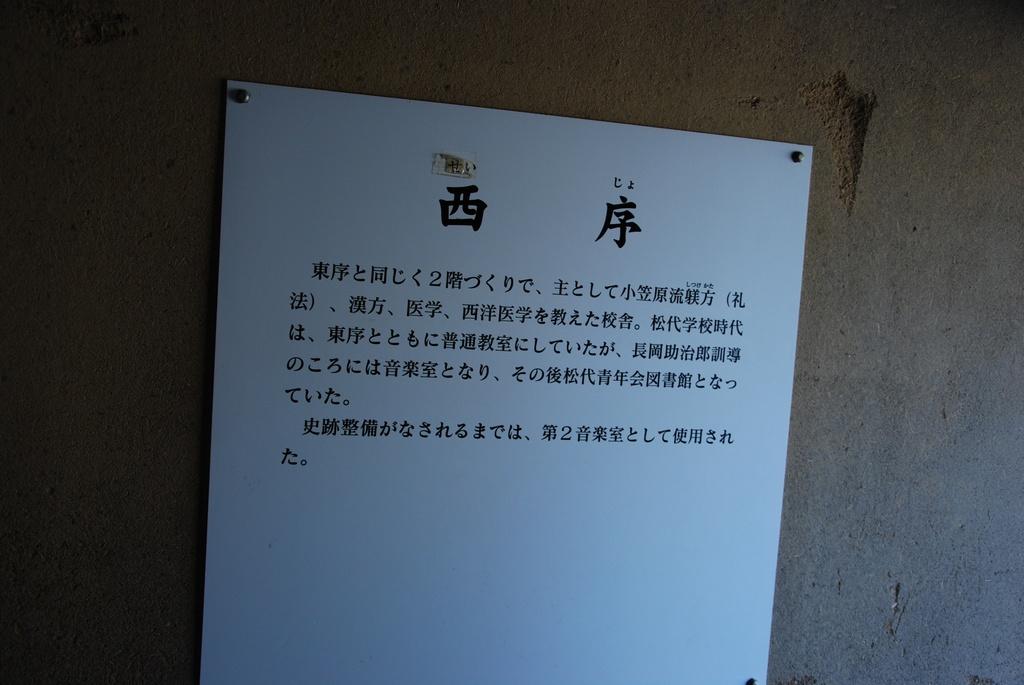 せい じょ
西 序
東序と同じく2階づくりで、主として小笠原流躾方（礼
しつけ かた
法）、漢方、医学、西洋医学を教えた校舎。松代学校時代
は、東序とともに普通教室にしていたが、長岡助治郎訓導
のころには音楽室となり、その後松代青年会図書館となっ
ていた。
史跡整備がなされるまでは、第2音楽室として使用され
た。